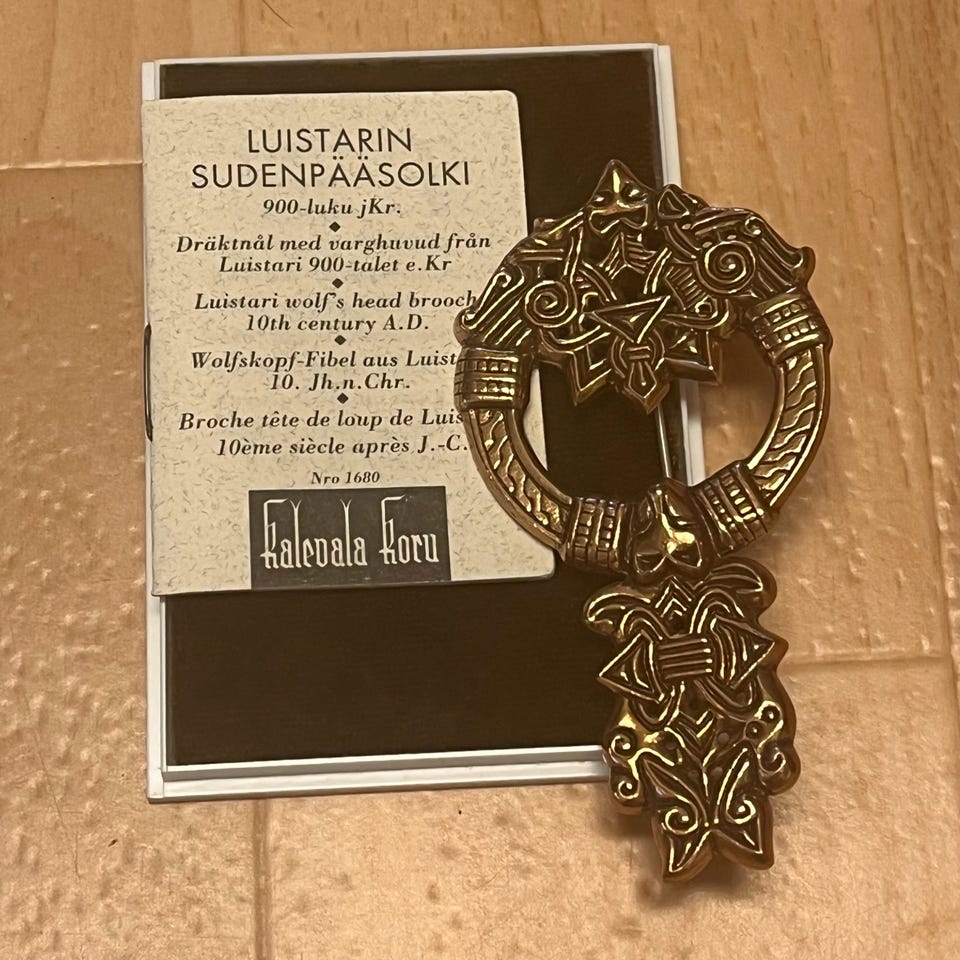 LUISTARIN
SUDENPÄÄSOLKI
900-luku jKr.
Dräktnål med varghuvud från
Luistari 900-talet e.Kr
Luistari wolf's head brooch
10th century A.D.
Wolfskopf-Fibel aus
10. Jh.n.Chr.
Broche tête de loup de
10ème siècle après J.-C.
Nro 1680
Kalevala Koru